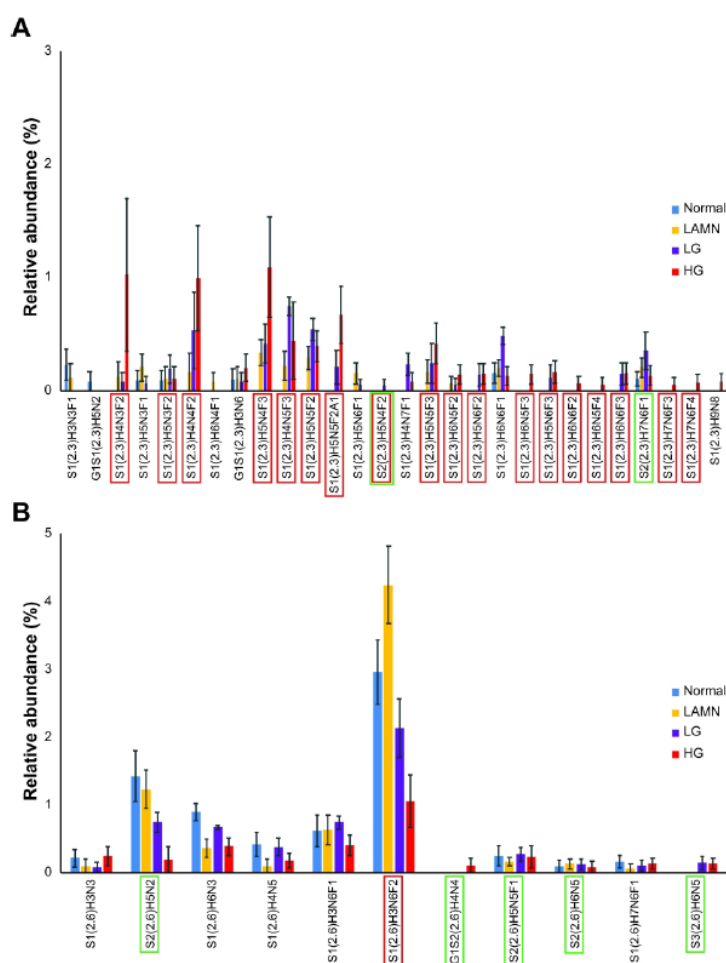 A
3
2
1
0
Relative abundance (%)
Normal
LAMN
LG
HG
S1(2.3)H3N3F1
G1S1(2.3)H5N2
S1(2.3)H4N3F2
S1(2.3)H5N3F1
S1(2.3)H5N3F2
S1(2.3)H4N4F2
S1(2.3)H6N4F1
G1S1(2.3)H3N6
S1(2.3)H5N4F3
S1(2.3)H4N5F3
S1(2.3)H5N5F2
S1(2.3)H5N5F2A1
S1(2.3)H5N6F1
S2(2.3)H5N4F2
S1(2.3)H4N7F1
S1(2.3)H5N5F3
S1(2.3)H6N5F2
S1(2.3)H5N6F2
S1(2.3)H6N6F1
S1(2.3)H6N5F3
S1(2.3)H5N6F3
S1(2.3)H6N6F2
S1(2.3)H6N5F4
S1(2.3)H6N6F3
S2(2.3)H7N6F1
S1(2.3)H7N6F3
S1(2.3)H7N6F4
S1(2.3)H9N8
B
5
4
3
2
1
0
Relative abundance (%)
Normal
LAMN
LG
HG
S1(2.6)H3N3
S2(2.6)H5N2
S1(2.6)H6N3
S1(2.6)H4N5
S1(2.6)H3N6F1
S1(2.6)H3N6F2
G1S2(2.6)H4N4
S2(2.6)H5N5F1
S2(2.6)H6N5
S1(2.6)H7N6F1
S3(2.6)H6N5